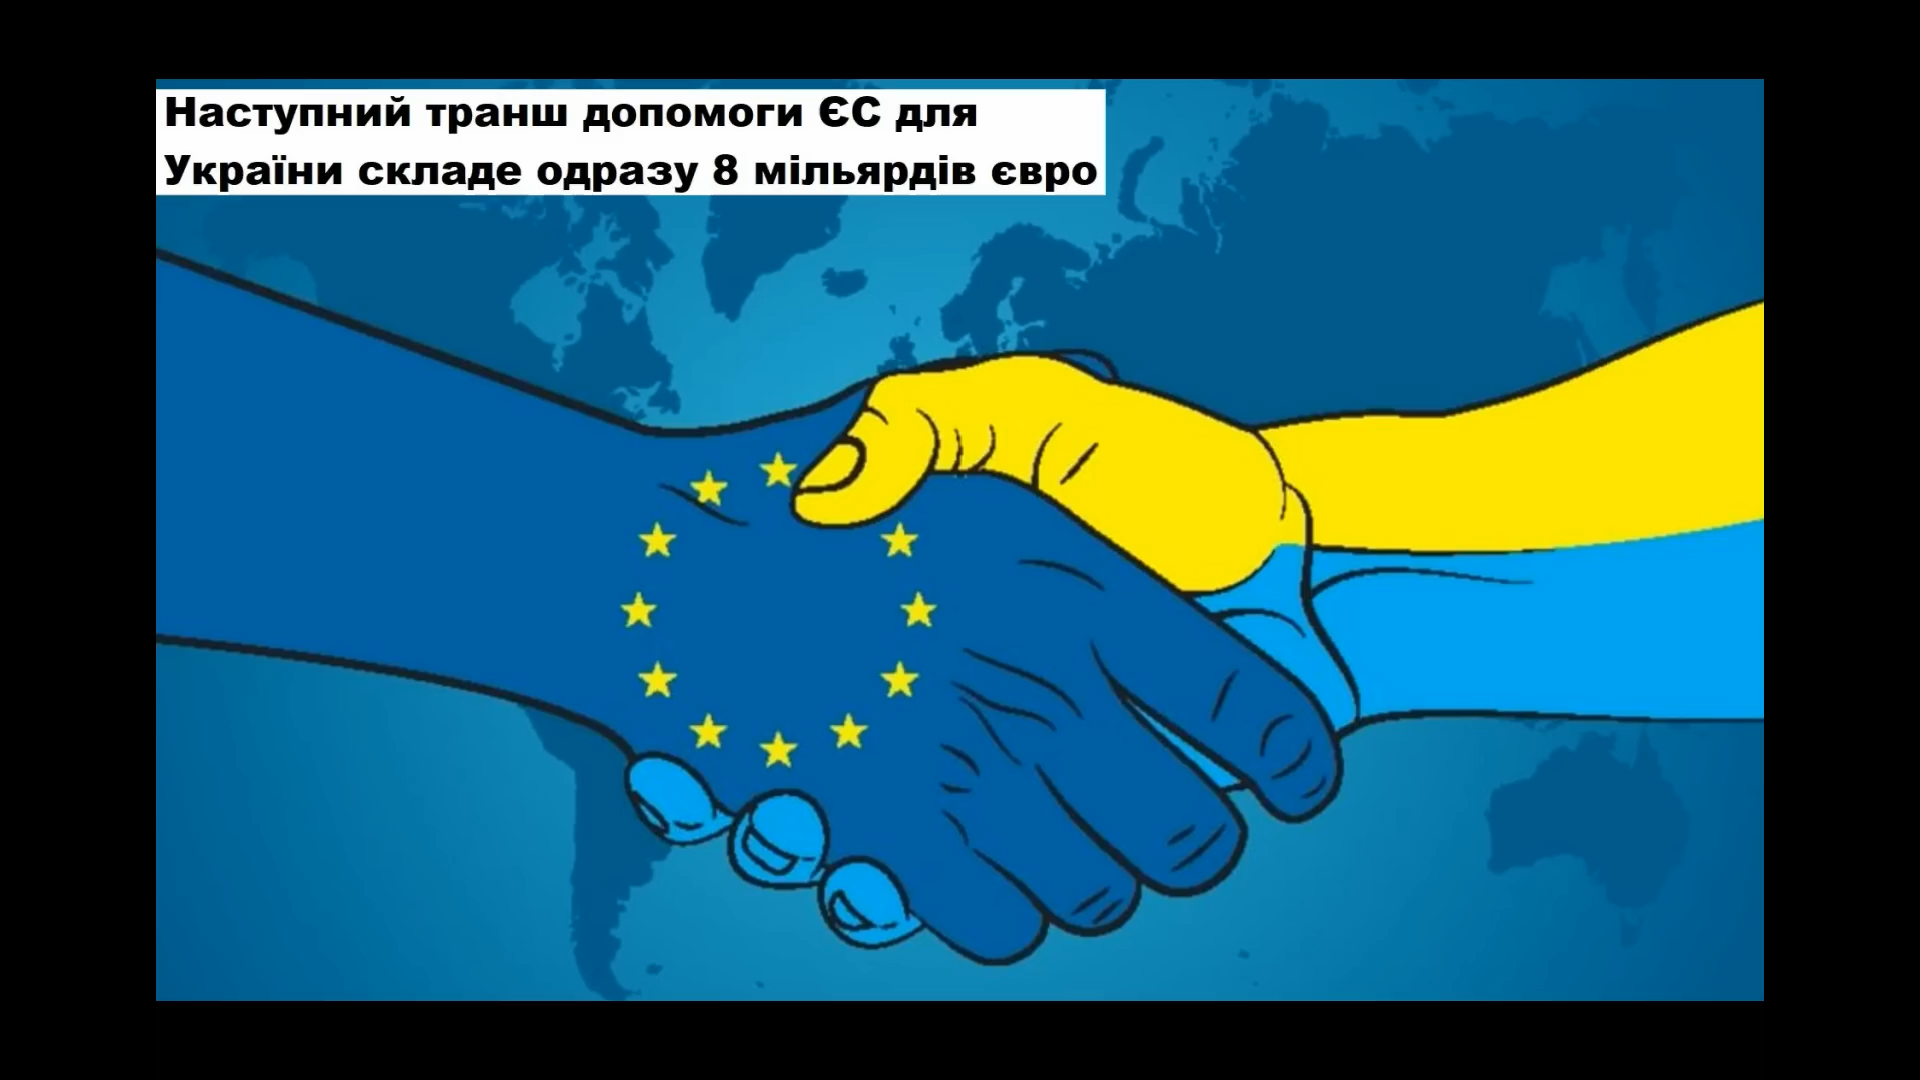 Наступний транш допомоги ЄС для
України складе одразу 8 мільярдів євро